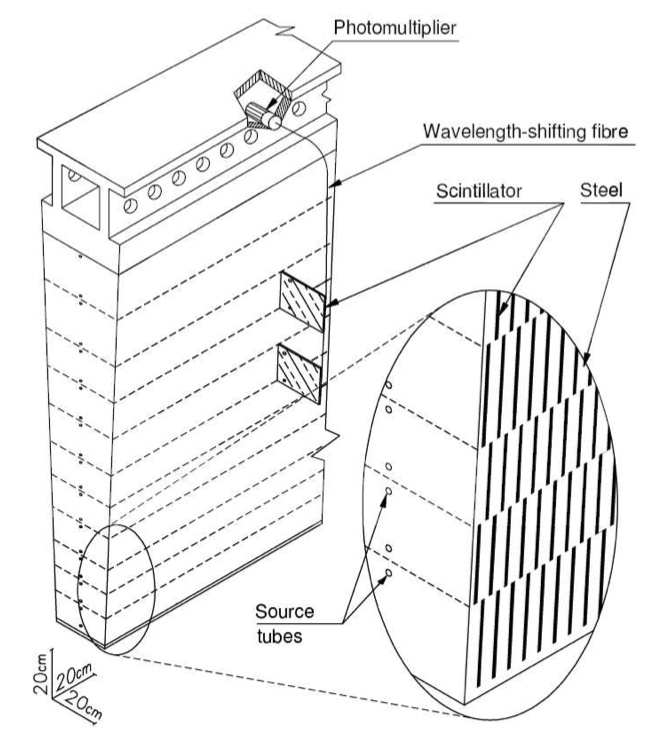 Photomultiplier
Wavelength-shifting fibre
Scintillator
Steel
Source
tubes
20cm
20cm
20cm